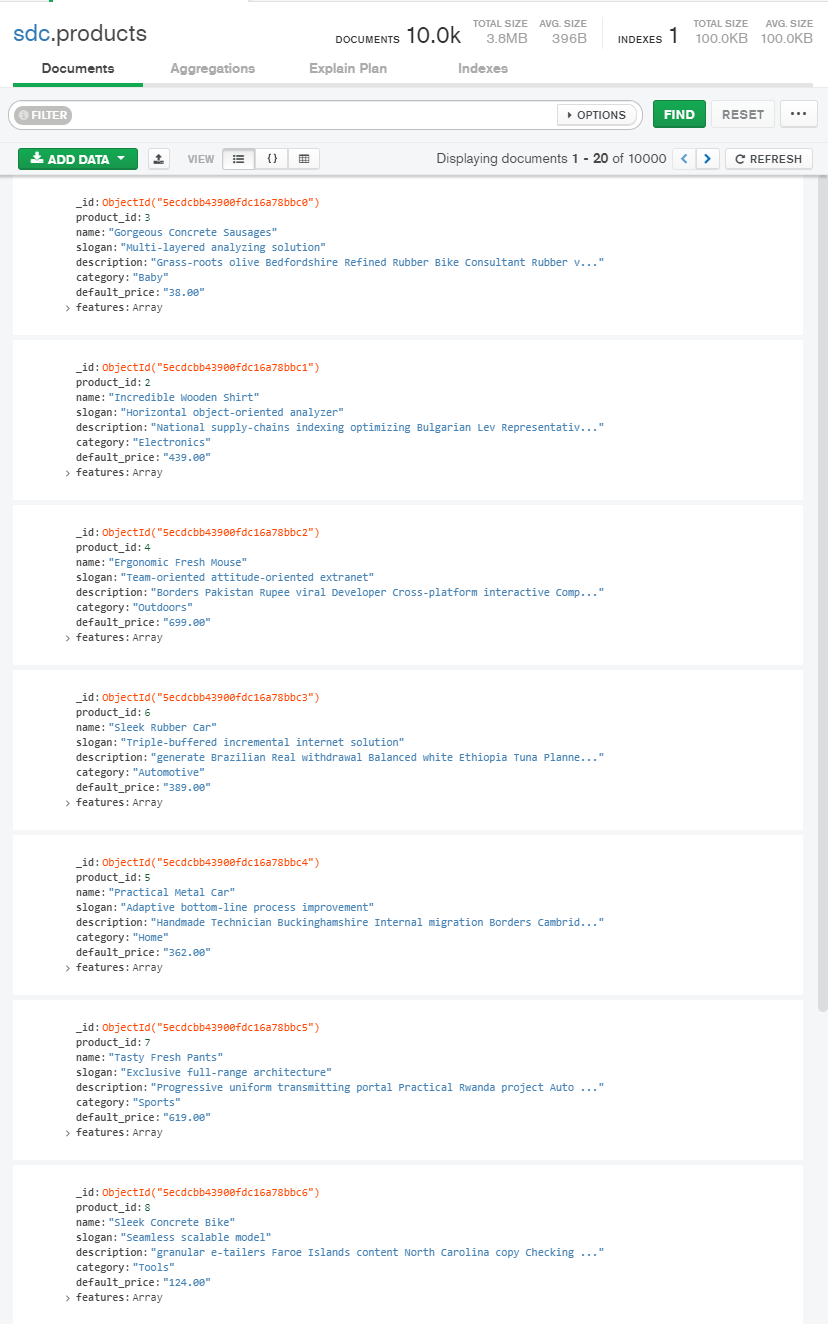 sdc.products
DOCUMENTS 10.0k TOTAL SIZE 3.8MB AVG. SIZE 396B INDEXES 1 TOTAL SIZE 100.0KB AVG. SIZE 100.0KB
Documents Aggregations Explain Plan Indexes
FILTER OPTIONS FIND RESET ...
ADD DATA VIEW {} Displaying documents 1 - 20 of 10000 < > REFRESH
_id: ObjectId("5ecdcbb43900fdc16a78bbc0")
product_id: 3
name: "Gorgeous Concrete Sausages"
slogan: "Multi-layered analyzing solution"
description: "Grass-roots olive Bedfordshire Refined Rubber Bike Consultant Rubber v..."
category: "Baby"
default_price: "38.00"
> features: Array
_id: ObjectId("5ecdcbb43900fdc16a78bbc1")
product_id: 2
name: "Incredible Wooden Shirt"
slogan: "Horizontal object-oriented analyzer"
description: "National supply-chains indexing optimizing Bulgarian Lev Representativ..."
category: "Electronics"
default_price: "439.00"
> features: Array
_id: ObjectId("5ecdcbb43900fdc16a78bbc2")
product_id: 4
name: "Ergonomic Fresh Mouse"
slogan: "Team-oriented attitude-oriented extranet"
description: "Borders Pakistan Rupee viral Developer Cross-platform interactive Comp..."
category: "Outdoors"
default_price: "699.00"
> features: Array
_id: ObjectId("5ecdcbb43900fdc16a78bbc3")
product_id: 6
name: "Sleek Rubber Car"
slogan: "Triple-buffered incremental internet solution"
description: "generate Brazilian Real withdrawal Balanced white Ethiopia Tuna Planne..."
category: "Automotive"
default_price: "389.00"
> features: Array
_id: ObjectId("5ecdcbb43900fdc16a78bbc4")
product_id: 5
name: "Practical Metal Car"
slogan: "Adaptive bottom-line process improvement"
description: "Handmade Technician Buckinghamshire Internal migration Borders Cambrid..."
category: "Home"
default_price: "362.00"
> features: Array
_id: ObjectId("5ecdcbb43900fdc16a78bbc5")
product_id: 7
name: "Tasty Fresh Pants"
slogan: "Exclusive full-range architecture"
description: "Progressive uniform transmitting portal Practical Rwanda project Auto ..."
category: "Sports"
default_price: "619.00"
> features: Array
_id: ObjectId("5ecdcbb43900fdc16a78bbc6")
product_id: 8
name: "Sleek Concrete Bike"
slogan: "Seamless scalable model"
description: "granular e-tailers Faroe Islands content North Carolina copy Checking ..."
category: "Tools"
default_price: "124.00"
> features: Array